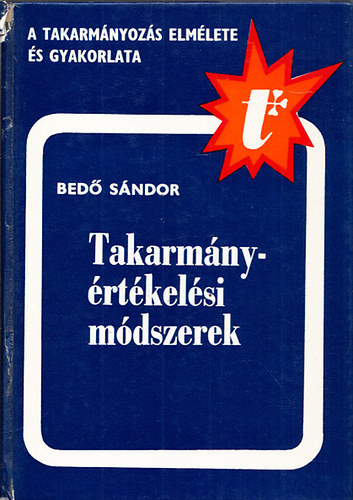 A TAKARMÁNYOZÁS ELMÉLETE
ÉS GYAKORLATA
t
BEDŐ SÁNDOR
Takarmány-
értékelési
módszerek